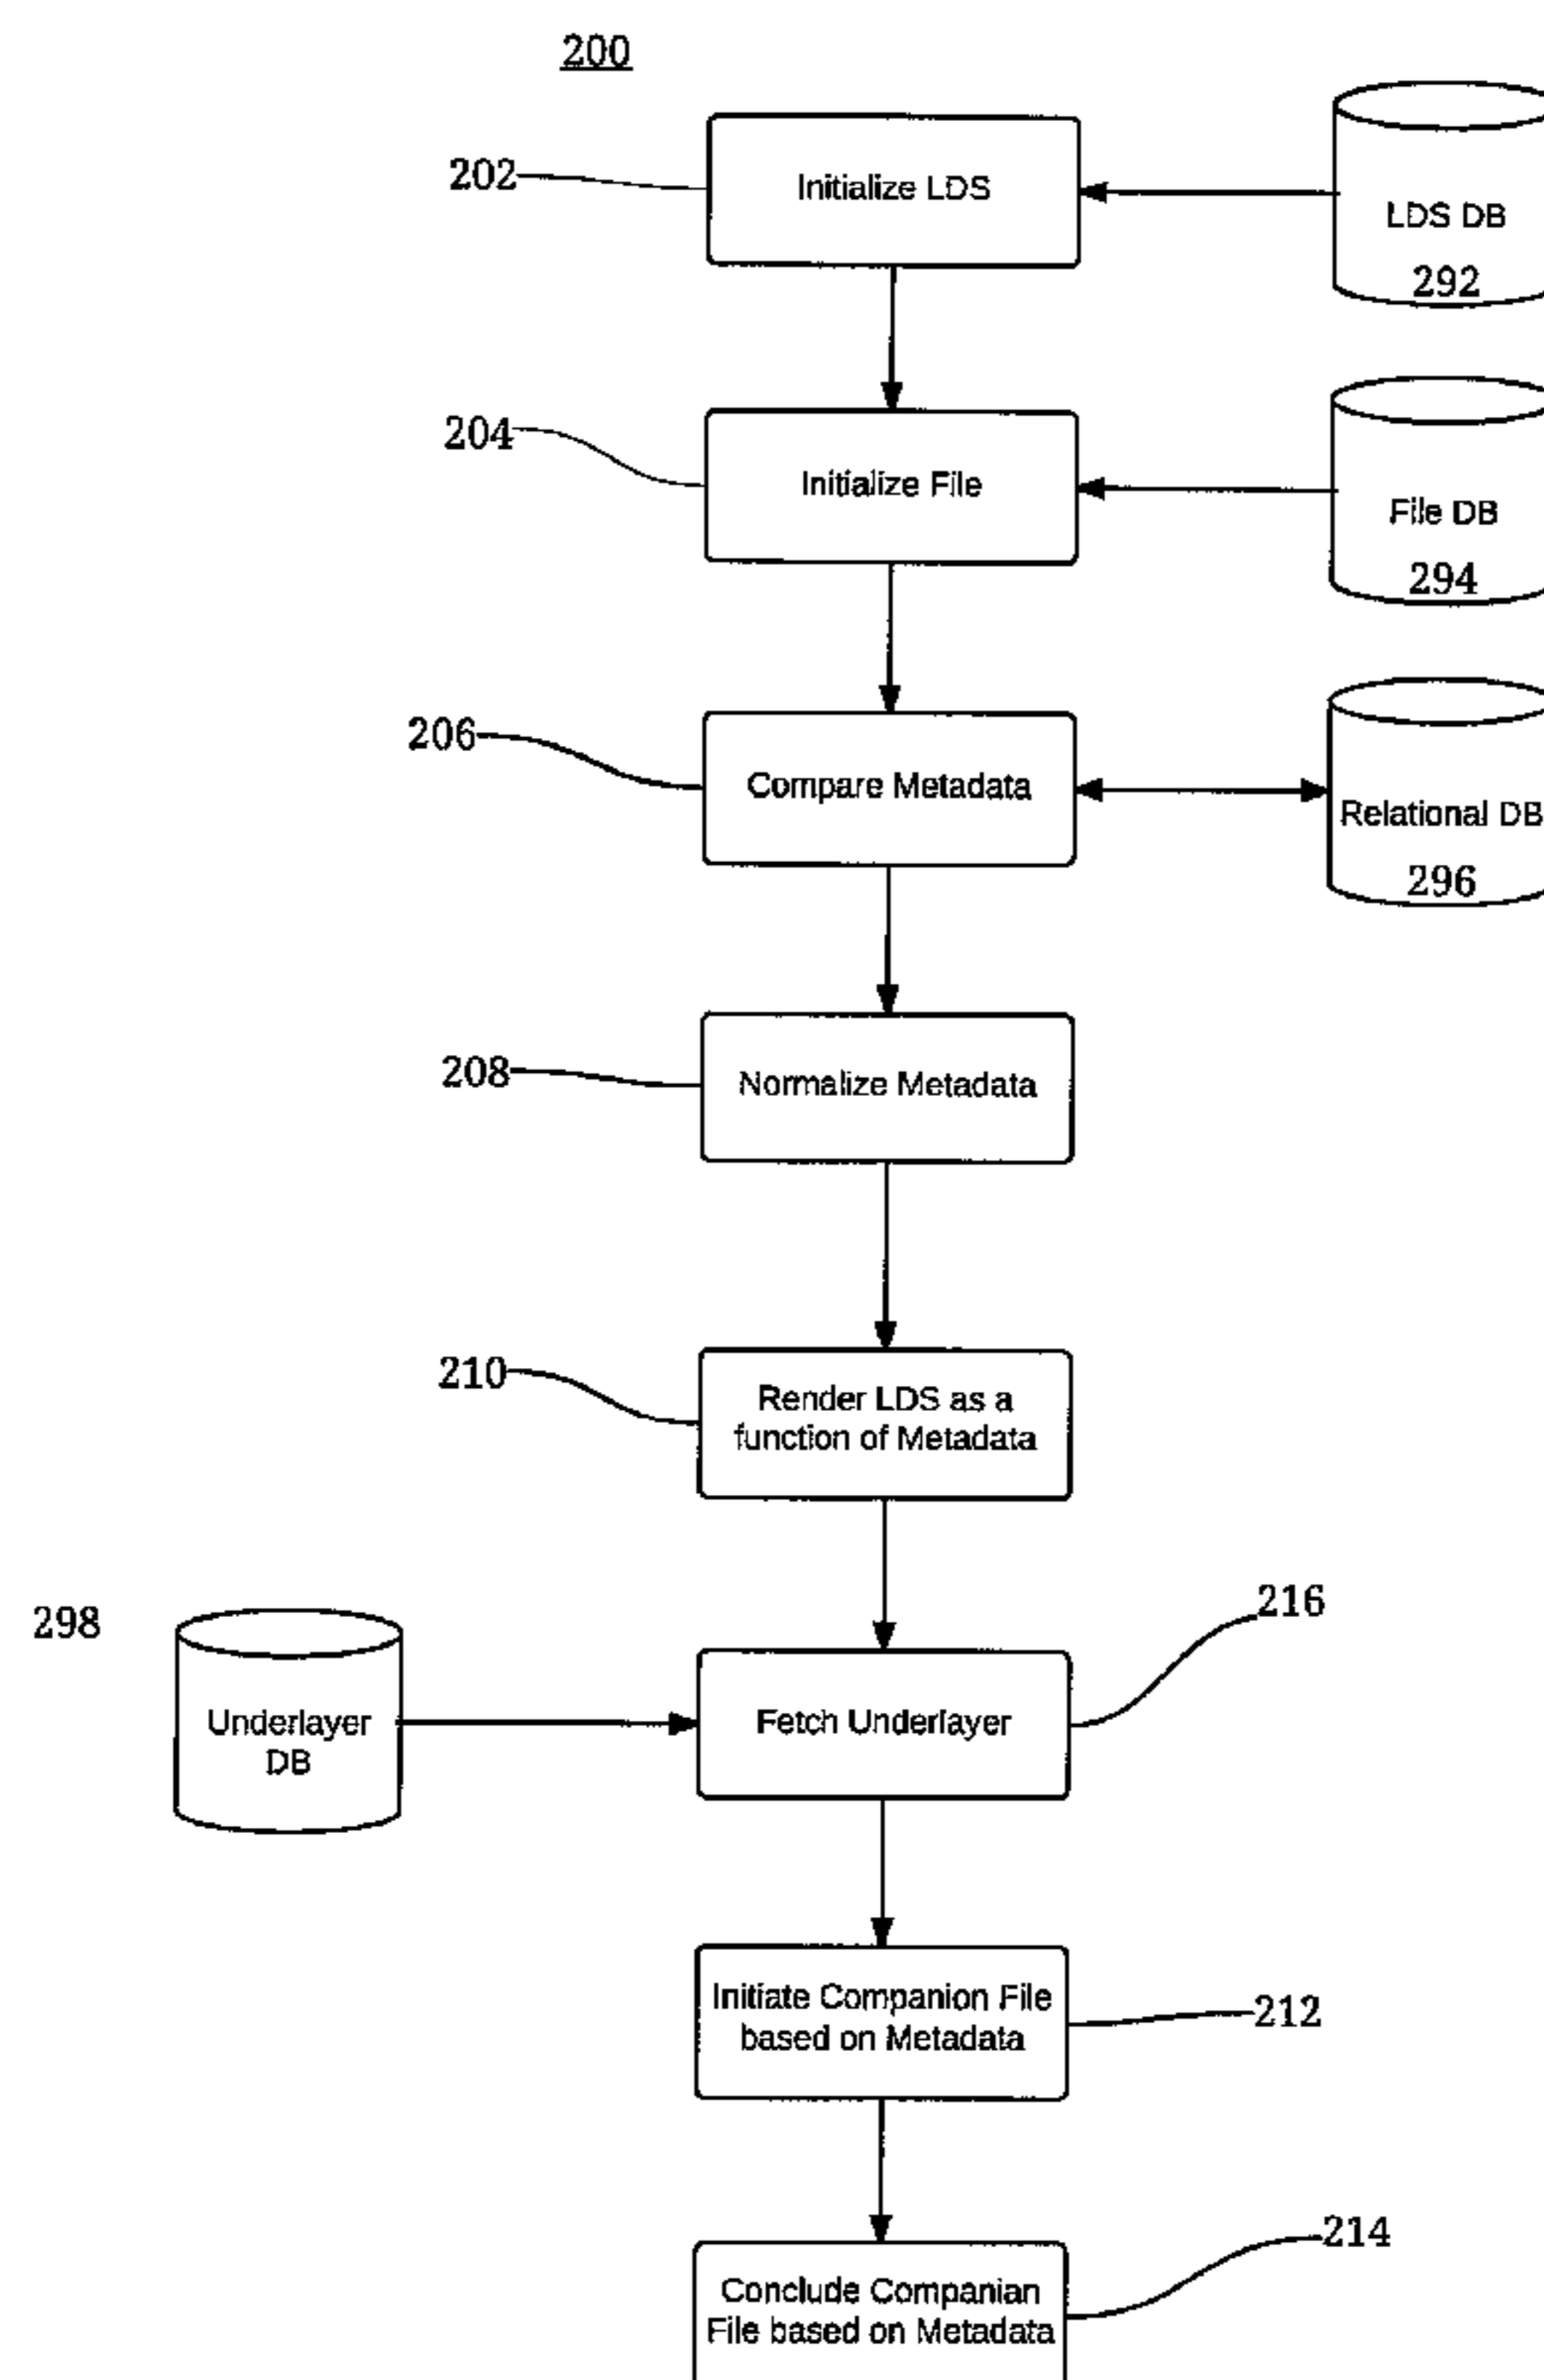 200
202
Initialize LDS
LDS DB
292
204
Initialize File
File DB
294
206
Compare Metadata
Relational DB
296
208
Normalize Metadata
210
Render LDS as a
function of Metadata
298
Underlayer
DB
Fetch Underlayer
216
Initiate Companion File
based on Metadata
212
Conclude Companian
File based on Metadata
214